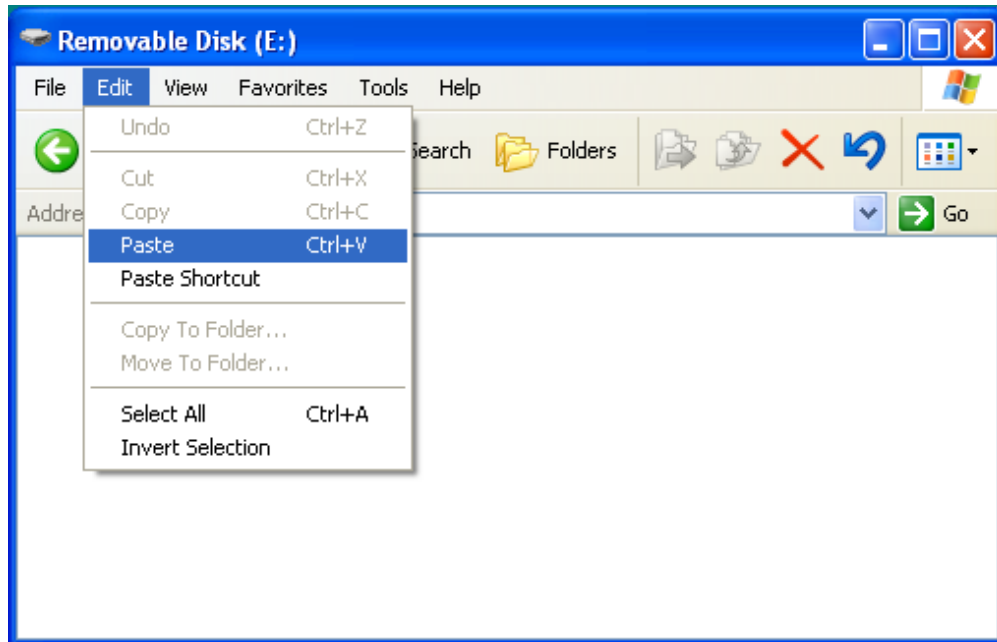 Removable Disk (E:)
File Edit View Favorites Tools Help
Undo Ctrl+Z
Search Folders
Cut Ctrl+X
Copy Ctrl+C
Go
Paste Ctrl+V
Paste Shortcut
Copy To Folder...
Move To Folder...
Select All Ctrl+A
Invert Selection